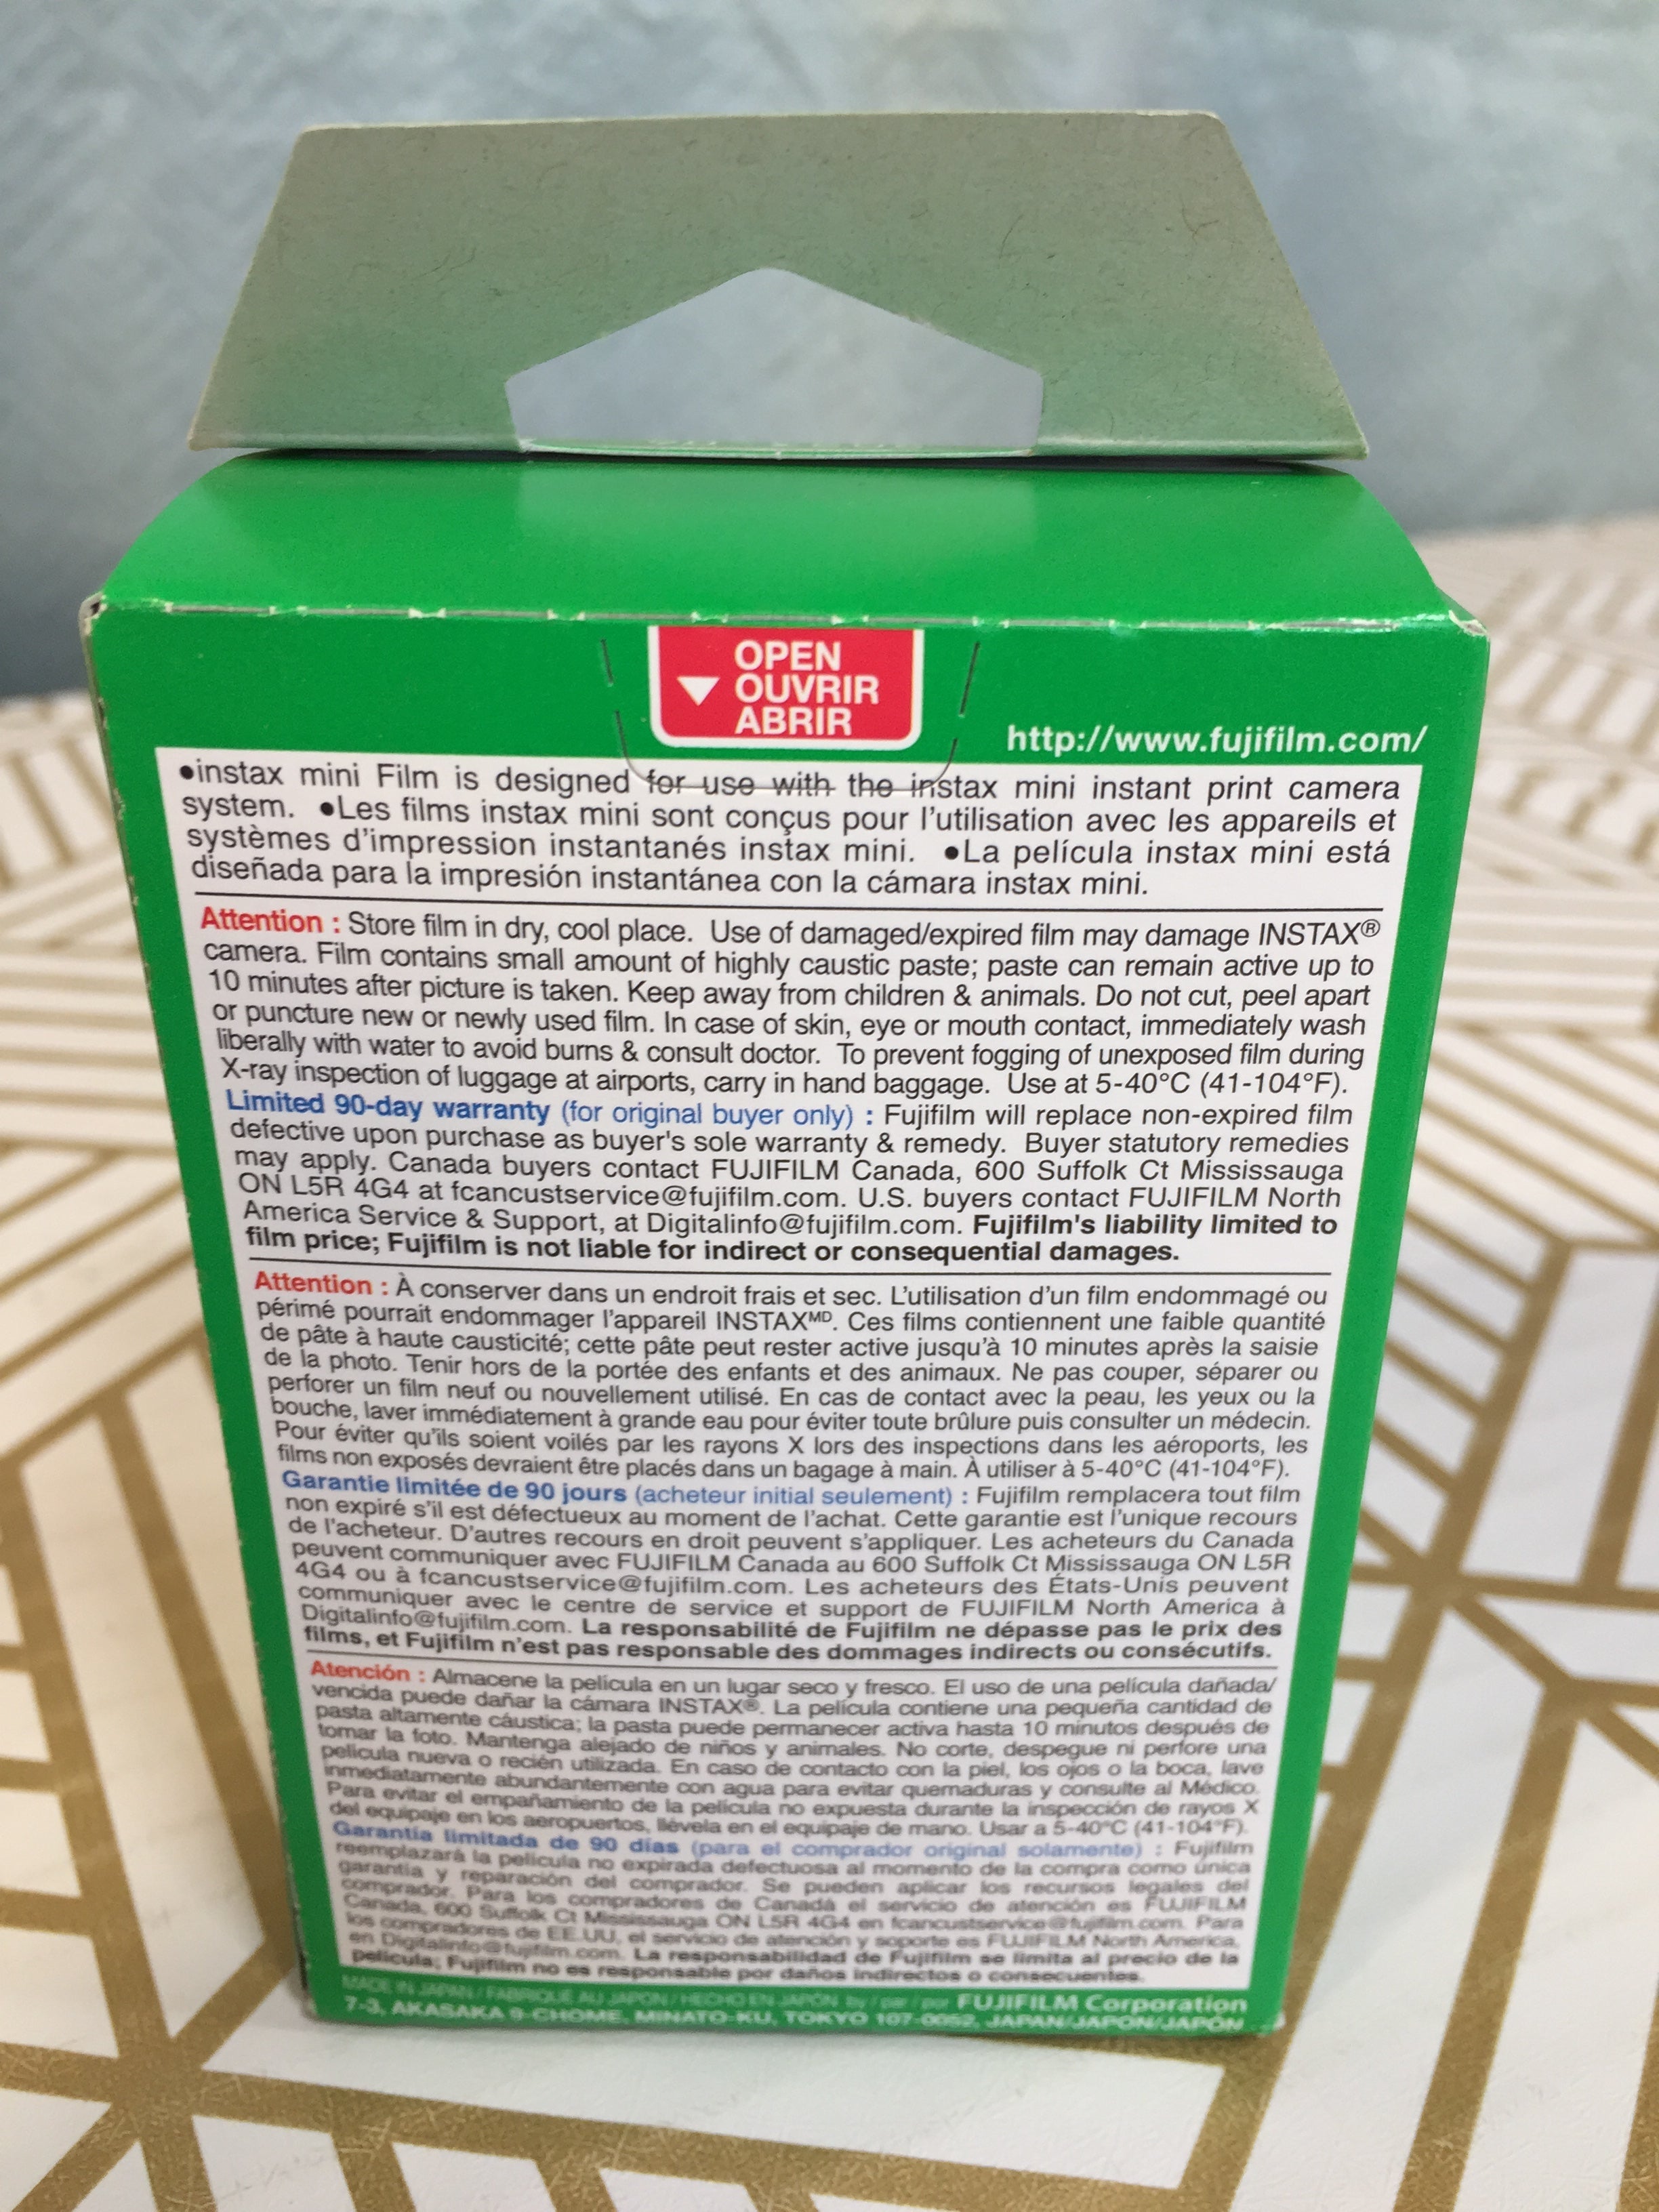 OPEN
OUVRIR
ABRIR
http://www.fujifilm.com/
●instax mini Film is designed for use with the instax mini instant print camera
system. ●Les films instax mini sont conçus pour l'utilisation avec les appareils et
systèmes d'impression instantanés instax mini. ●La película instax mini está
diseñada para la impresión instantánea con la cámara instax mini.
Attention : Store film in dry, cool place. Use of damaged/expired film may damage INSTAX®
camera. Film contains small amount of highly caustic paste; paste can remain active up to
10 minutes after picture is taken. Keep away from children & animals. Do not cut, peel apart
or puncture new or newly used film. In case of skin, eye or mouth contact, immediately wash
liberally with water to avoid burns & consult doctor. To prevent fogging of unexposed film during
X-ray inspection of luggage at airports, carry in hand baggage. Use at 5-40°C (41-104°F).
Limited 90-day warranty (for original buyer only) : Fujifilm will replace non-expired film
defective upon purchase as buyer's sole warranty & remedy. Buyer statutory remedies
may apply. Canada buyers contact FUJIFILM Canada, 600 Suffolk Ct Mississauga
ON L5R 4G4 at fcancustservice@fujifilm.com. U.S. buyers contact FUJIFILM North
America Service & Support, at Digitalinfo@fujifilm.com. Fujifilm's liability limited to
film price; Fujifilm is not liable for indirect or consequential damages.
Attention : À conserver dans un endroit frais et sec. L'utilisation d'un film endommagé ou
périmé pourrait endommager l'appareil INSTAXᴹᴰ. Ces films contiennent une faible quantité
de pâte à haute causticité; cette pâte peut rester active jusqu'à 10 minutes après la saisie
de la photo. Tenir hors de la portée des enfants et des animaux. Ne pas couper, séparer ou
perforer un film neuf ou nouvellement utilisé. En cas de contact avec la peau, les yeux ou la
bouche, laver immédiatement à grande eau pour éviter toute brûlure puis consulter un médecin.
Pour éviter qu'ils soient voilés par les rayons X lors des inspections dans les aéroports, les
films non exposés devraient être placés dans un bagage à main. À utiliser à 5-40°C (41-104°F).
Garantie limitée de 90 jours (acheteur initial seulement) : Fujifilm remplacera tout film
non expiré s'il est défectueux au moment de l'achat. Cette garantie est l'unique recours
de l'acheteur. D'autres recours en droit peuvent s'appliquer. Les acheteurs du Canada
peuvent communiquer avec FUJIFILM Canada au 600 Suffolk Ct Mississauga ON L5R
4G4 ou à fcancustservice@fujifilm.com. Les acheteurs des États-Unis peuvent
communiquer avec le centre de service et support de FUJIFILM North America à
Digitalinfo@fujifilm.com. La responsabilité de Fujifilm ne dépasse pas le prix des
films, et Fujifilm n'est pas responsable des dommages indirects ou consécutifs.
Atención : Almacene la película en un lugar seco y fresco. El uso de una película dañada/
vencida puede dañar la cámara INSTAX®. La película contiene una pequeña cantidad de
pasta altamente cáustica; la pasta puede permanecer activa hasta 10 minutos después de
tomar la foto. Mantenga alejado de niños y animales. No corte, despegue ni perfore una
película nueva o recién utilizada. En caso de contacto con la piel, los ojos o la boca, lave
inmediatamente abundantemente con agua para evitar quemaduras y consulte al Médico.
Para evitar el empañamiento de la película no expuesta durante la inspección de rayos X
del equipaje en los aeropuertos, llévela en el equipaje de mano. Usar a 5-40°C (41-104°F).
Garantía limitada de 90 días (para el comprador original solamente) : Fujifilm
reemplazará la película no expirada defectuosa al momento de la compra como única
garantía y reparación del comprador. Se pueden aplicar los recursos legales del
comprador. Para los compradores de Canadá el servicio de atención es FUJIFILM
Canada, 600 Suffolk Ct Mississauga ON L5R 4G4 en fcancustservice@fujifilm.com. Para
los compradores de EE.UU, el servicio de atención y soporte es FUJIFILM North America,
en Digitalinfo@fujifilm.com. La responsabilidad de Fujifilm se limita al precio de la
película; Fujifilm no es responsable por daños indirectos o consecuentes.
MADE IN JAPAN / FABRIQUÉ AU JAPON / HECHO EN JAPÓN by / par / por FUJIFILM Corporation
7-3, AKASAKA 9-CHOME, MINATO-KU, TOKYO 107-0052, JAPAN/JAPON/JAPÓN